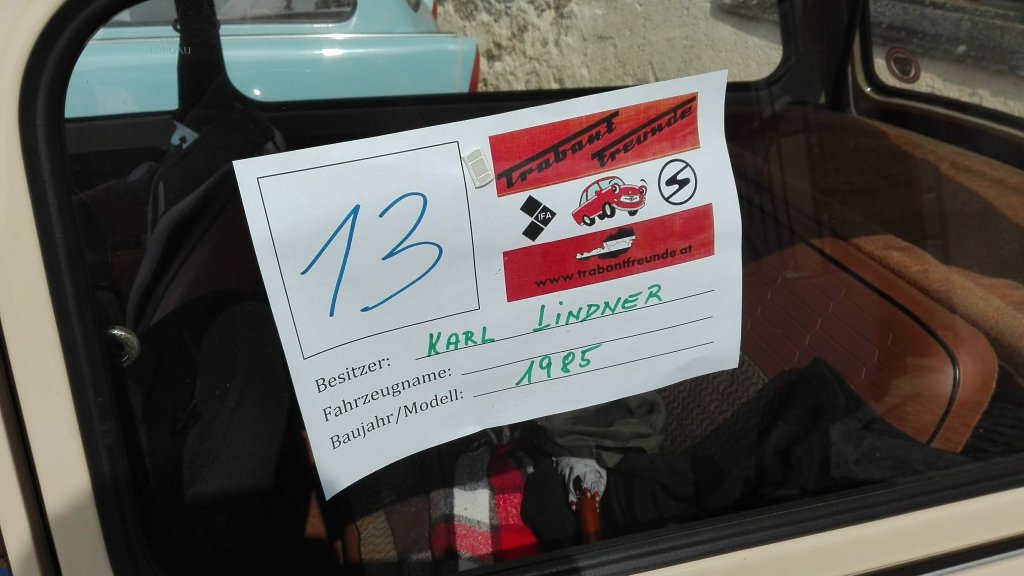 13
Trabant
Freunde
IFA
S
www.trabantfreunde.at
Besitzer: KARL LINDNER
Fahrzeugname:
Baujahr/Modell: 1985